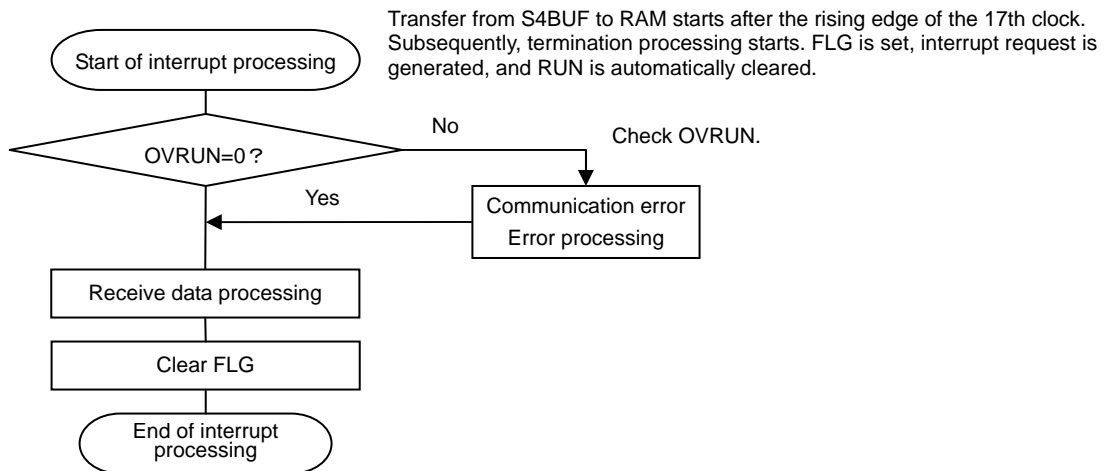 Transfer from S4BUF to RAM starts after the rising edge of the 17th clock.
Subsequently, termination processing starts. FLG is set, interrupt request is
generated, and RUN is automatically cleared.
Start of interrupt processing
No
Check OVRUN.
OVRUN=0？
Yes
Communication error
Error processing
Receive data processing
Clear FLG
End of interrupt
processing